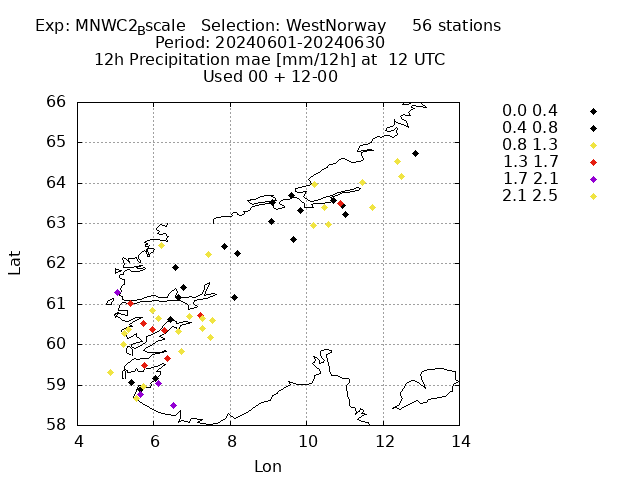 Exp: MNWC2_Bscale Selection: WestNorway 56 stations
Period: 20240601-20240630
12h Precipitation mae [mm/12h] at 12 UTC
Used 00 + 12-00
66
65
64
63
62
61
60
59
58
4 6 8 10 12 14
Lat
Lon
0.0 0.4
0.4 0.8
0.8 1.3
1.3 1.7
1.7 2.1
2.1 2.5